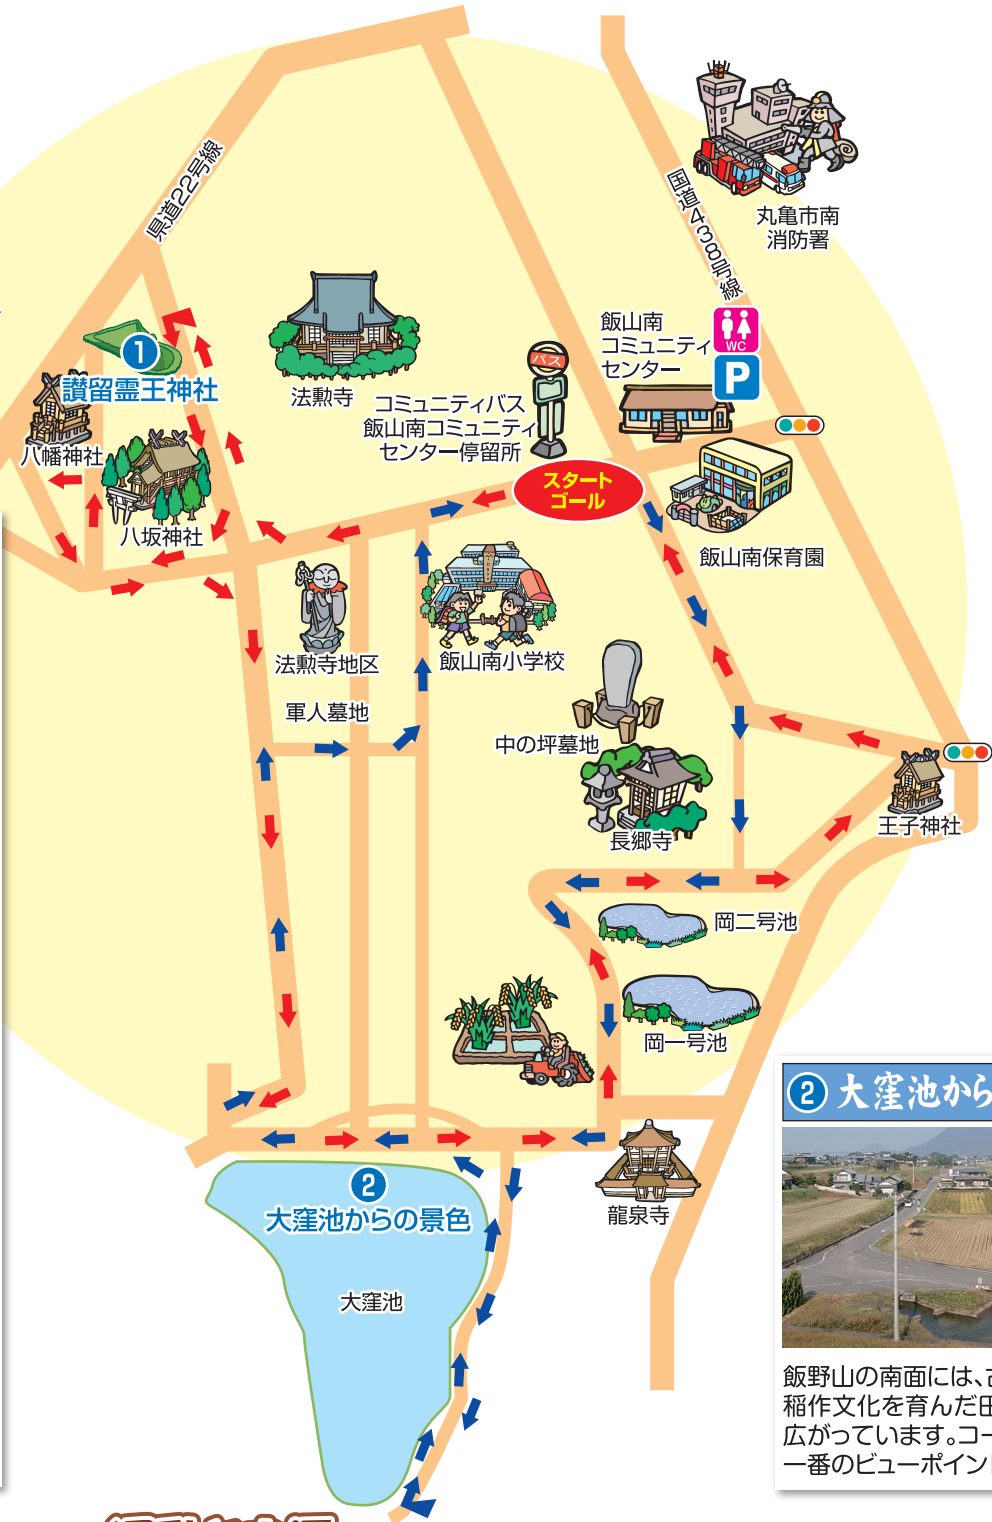 県道22号線
国道438号線
丸亀市南
消防署
飯山南
コミュニティ
センター
WC
P
バス
コミュニティバス
飯山南コミュニティ
センター停留所
スタート
ゴール
法勲寺
1
讃留霊王神社
八幡神社
八坂神社
飯山南保育園
法勲寺地区
軍人墓地
飯山南小学校
中の坪墓地
長郷寺
王子神社
岡二号池
岡一号池
龍泉寺
2
大窪池からの景色
大窪池
2 大窪池から
飯野山の南面には、
稲作文化を育んだ田
広がっています。コー
一番のビューポイン